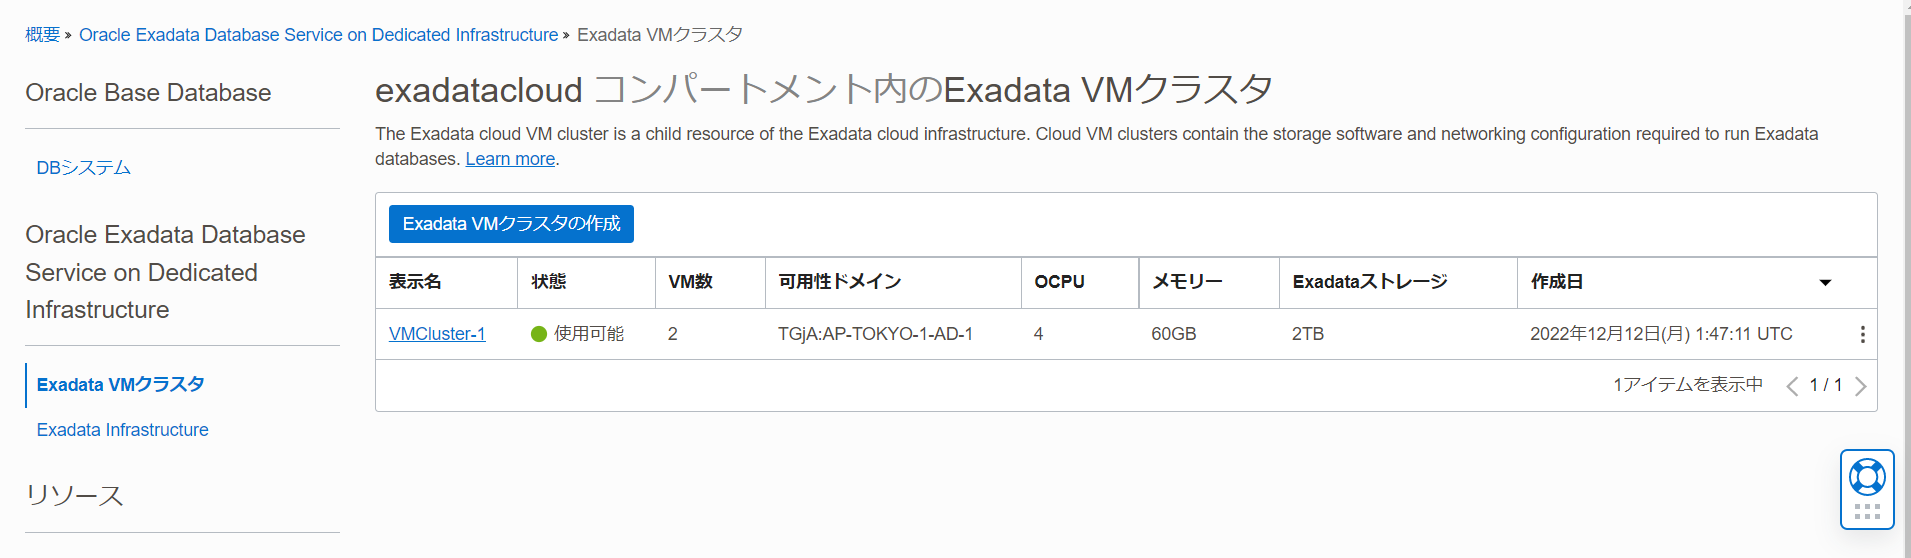 概要 » Oracle Exadata Database Service on Dedicated Infrastructure » Exadata VMクラスタ
Oracle Base Database
DBシステム
Oracle Exadata Database
Service on Dedicated
Infrastructure
Exadata VMクラスタ
Exadata Infrastructure
リソース
exadatacloud コンパートメント内のExadata VMクラスタ
The Exadata cloud VM cluster is a child resource of the Exadata cloud infrastructure. Cloud VM clusters contain the storage software and networking configuration required to run Exadata
databases. Learn more.
Exadata VMクラスタの作成
表示名 状態 VM数 可用性ドメイン OCPU メモリー Exadataストレージ 作成日
VMCluster-1 使用可能 2 TGjA:AP-TOKYO-1-AD-1 4 60GB 2TB 2022年12月12日(月) 1:47:11 UTC
1アイテムを表示中 1 / 1